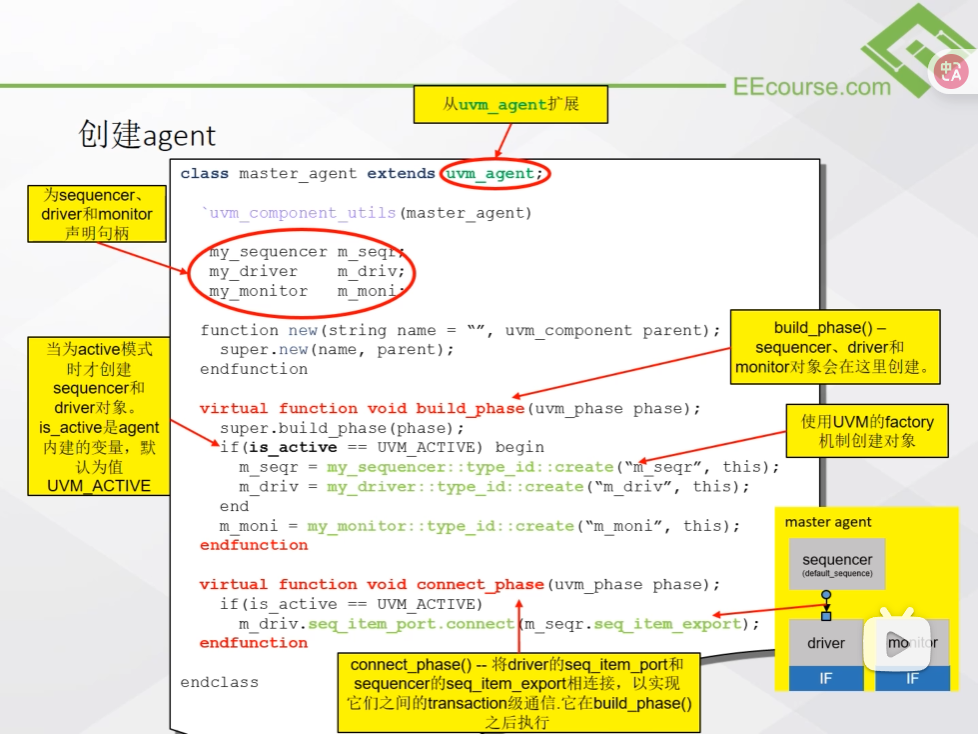 EEcourse.com
中A
从uvm_agent扩展
创建agent
class master_agent extends uvm_agent;
为sequencer、
driver和monitor
声明句柄
`uvm_component_utils(master_agent)
my_sequencer m_seqr;
my_driver m_driv;
my_monitor m_moni;
function new(string name = “”, uvm_component parent);
super.new(name, parent);
endfunction
build_phase() –
sequencer、driver和
monitor对象会在这里创建。
当为active模式
时才创建
sequencer和
driver对象。
is_active是agent
内建的变量，默
认为值
UVM_ACTIVE
virtual function void build_phase(uvm_phase phase);
super.build_phase(phase);
if(is_active == UVM_ACTIVE) begin
m_seqr = my_sequencer::type_id::create(“m_seqr”, this);
m_driv = my_driver::type_id::create(“m_driv”, this);
end
m_moni = my_monitor::type_id::create(“m_moni”, this);
endfunction
使用UVM的factory
机制创建对象
virtual function void connect_phase(uvm_phase phase);
if(is_active == UVM_ACTIVE)
m_driv.seq_item_port.connect(m_seqr.seq_item_export);
endfunction
endclass
master agent
sequencer
(default_sequence)
driver
monitor
IF
IF
connect_phase() -- 将driver的seq_item_port和
sequencer的seq_item_export相连接，以实现
它们之间的transaction级通信.它在build_phase()
之后执行